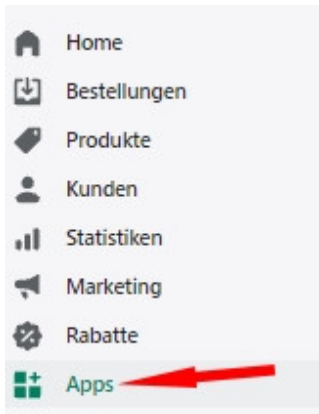 Home
Bestellungen
Produkte
Kunden
Statistiken
Marketing
Rabatte
Apps